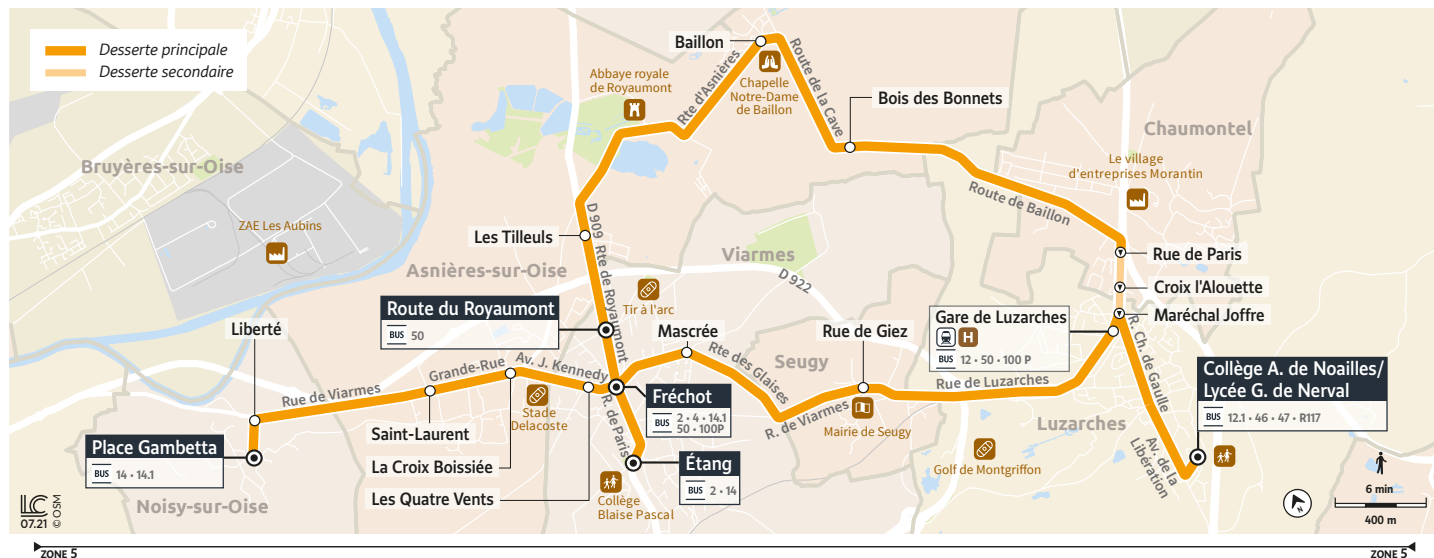 Desserte principale
Desserte secondaire
Baillon
Abbaye royale
de Royaumont
Rte d'Asnières
Chapelle
Notre-Dame
de Baillon
Route de la Cave
Bois des Bonnets
Chaumontel
Le village
d'entreprises Morantin
Bruyères-sur-Oise
ZAE Les Aubins
Route de Baillon
Les Tilleuls
D 909 Rte de Royaumont
Asnières-sur-Oise
Viarmes
D 922
Rue de Paris
Croix l'Alouette
Maréchal Joffre
Tir à l'arc
Route du Royaumont
BUS 50
Liberté
Mascrée
Rue de Giez
Gare de Luzarches
H
BUS 12 • 50 • 100 P
Seugy
Rte des Glaises
R. Ch. de Gaulle
Grande-Rue
Av. J. Kennedy
Rue de Viarmes
Stade
Delacoste
Fréchot
BUS 2 • 4 • 14.1
50 • 100P
R. de Paris
R. de Viarmes
Rue de Luzarches
Mairie de Seugy
Luzarches
Collège A. de Noailles/
Lycée G. de Nerval
BUS 12.1 • 46 • 47 • R117
Saint-Laurent
La Croix Boissiée
Les Quatre Vents
Place Gambetta
BUS 14 • 14.1
Étang
BUS 2 • 14
Collège
Blaise Pascal
Golf de Montgriffon
Av. de la
Libération
Noisy-sur-Oise
LC
07.21
© OSM
N
6 min
400 m
ZONE 5
ZONE 5